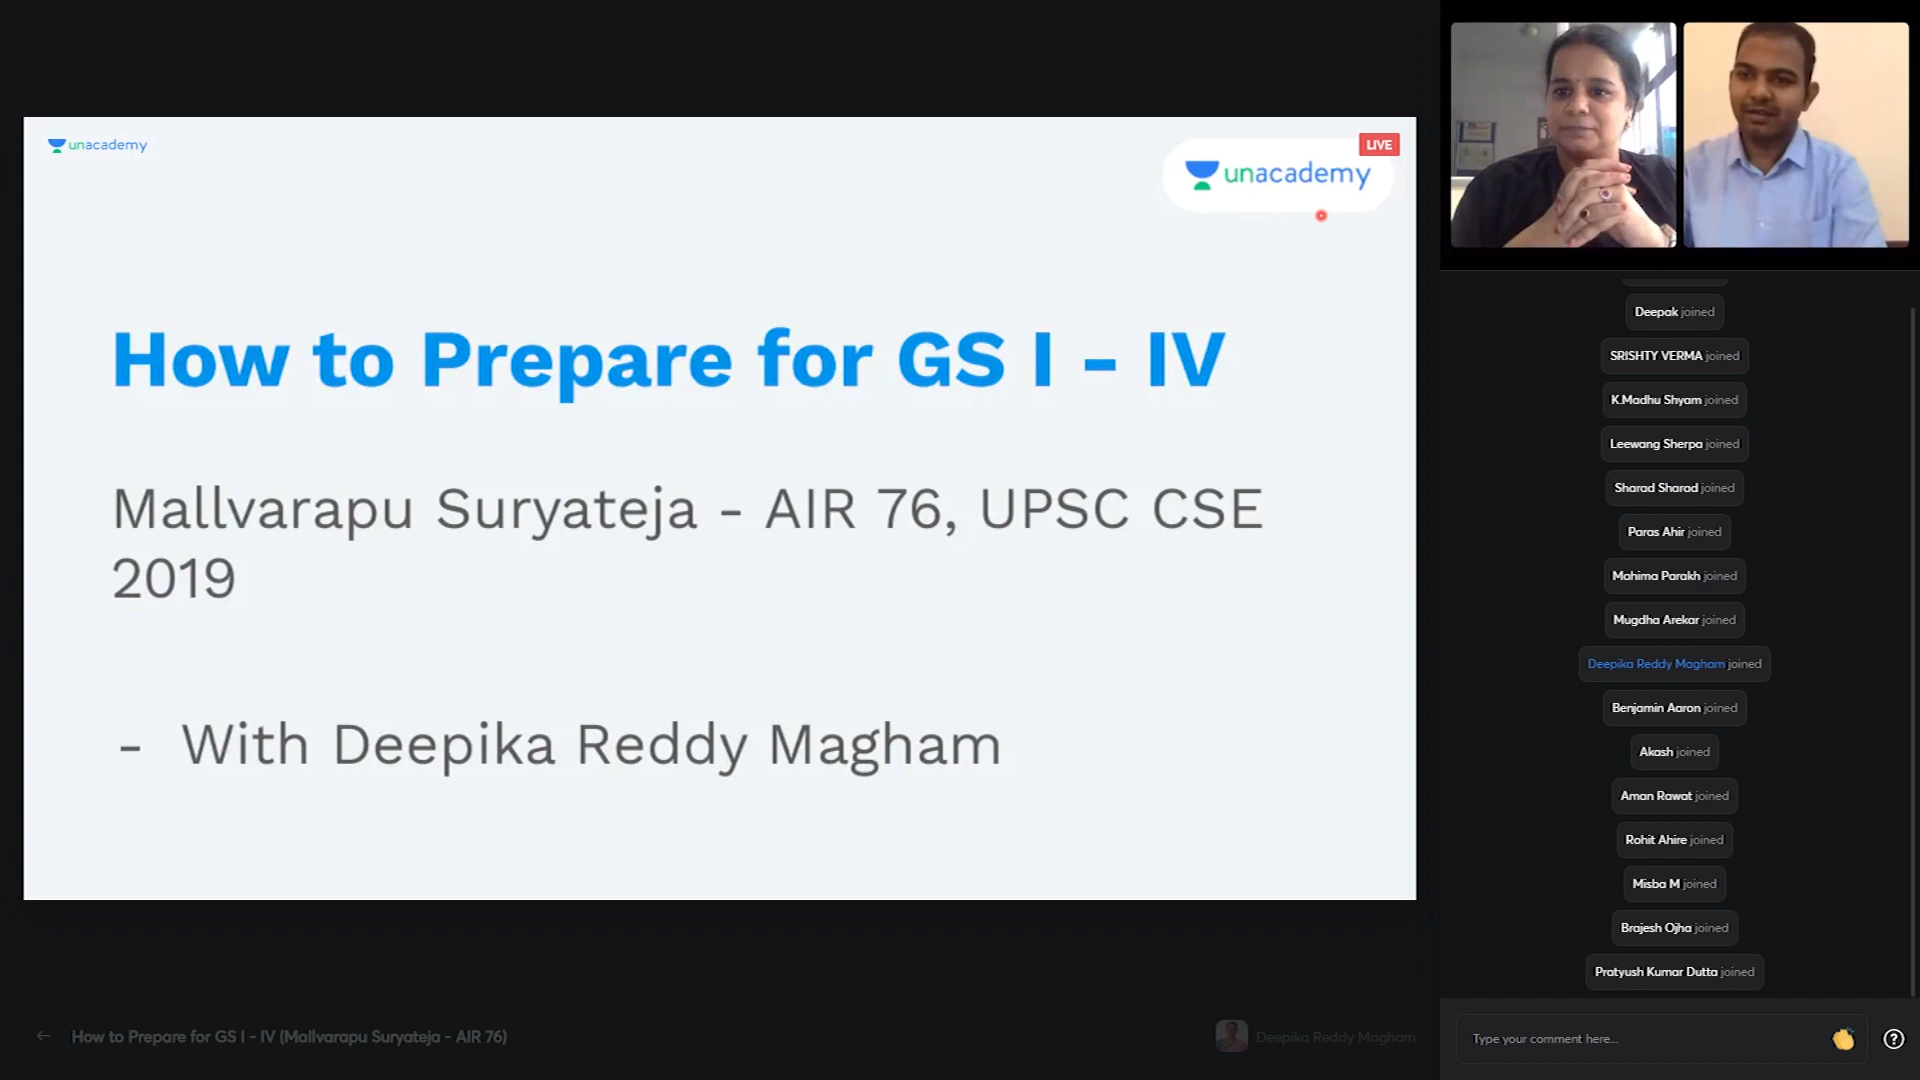 unacademy
LIVE
unacademy
How to Prepare for GS I - IV
Mallvarapu Suryateja - AIR 76, UPSC CSE
2019
- With Deepika Reddy Magham
How to Prepare for GS I - IV (Mallvarapu Suryateja - AIR 76)
Deepika Reddy Magham
Deepak joined
SRISHTY VERMA joined
K.Madhu Shyam joined
Leewang Sherpa joined
Sharad Sharad joined
Paras Ahir joined
Mahima Parakh joined
Mugdha Arekar joined
Deepika Reddy Magham joined
Benjamin Aaron joined
Akash joined
Aman Rawat joined
Rohit Ahire joined
Misba M joined
Brajesh Ojha joined
Pratyush Kumar Dutta joined
Type your comment here...